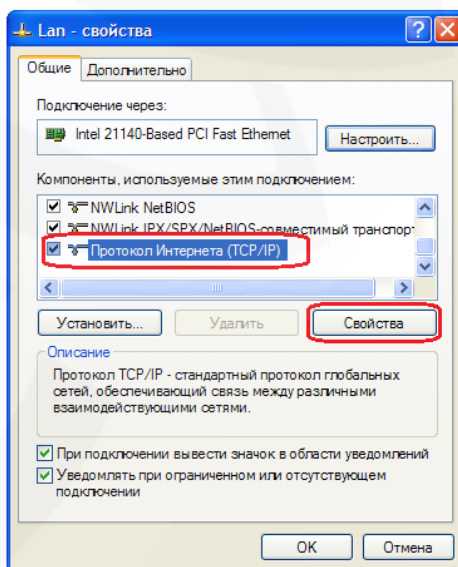 Lan - свойства
Общие Дополнительно
Подключение через:
Intel 21140-Based PCI Fast Ethernet Настроить...
Компоненты, используемые этим подключением:
NWLink NetBIOS
NWLink IPX/SPX/NetBIOS-совместимый транспорт
Протокол Интернета (TCP/IP)
Установить... Удалить Свойства
Описание
Протокол TCP/IP - стандартный протокол глобальных
сетей, обеспечивающий связь между различными
взаимодействующими сетями.
При подключении вывести значок в области уведомлений
Уведомлять при ограниченном или отсутствующем
подключении
OK Отмена